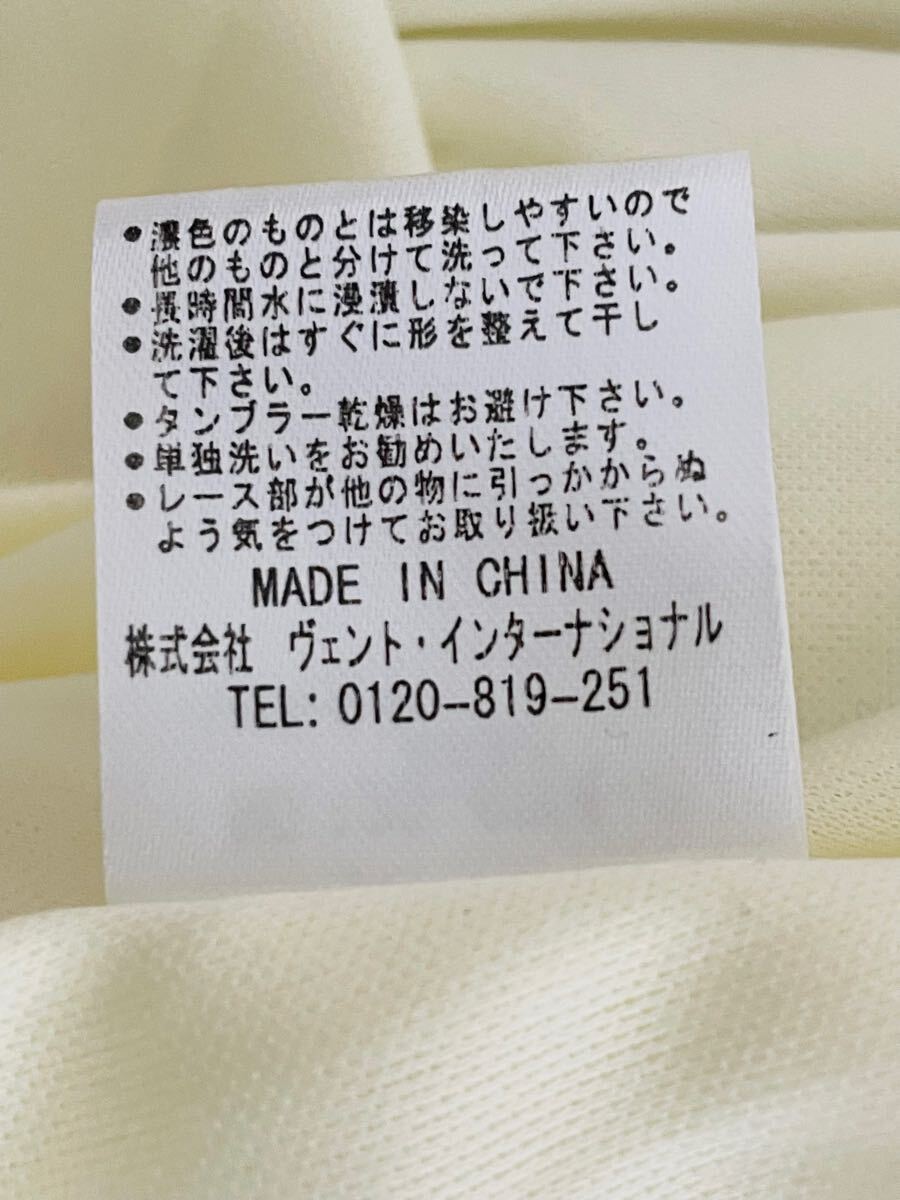 ●濃色のものとは移染しやすいので
他のものと分けて洗って下さい。
●長時間水に浸漬しないで下さい。
●洗濯後はすぐに形を整えて干し
て下さい。
●タンブラー乾燥はお避け下さい。
●単独洗いをお勧めいたします。
●レース部が他の物に引っかからぬ
よう気をつけてお取り扱い下さい。
MADE IN CHINA
株式会社 ヴェント・インターナショナル
TEL: 0120-819-251